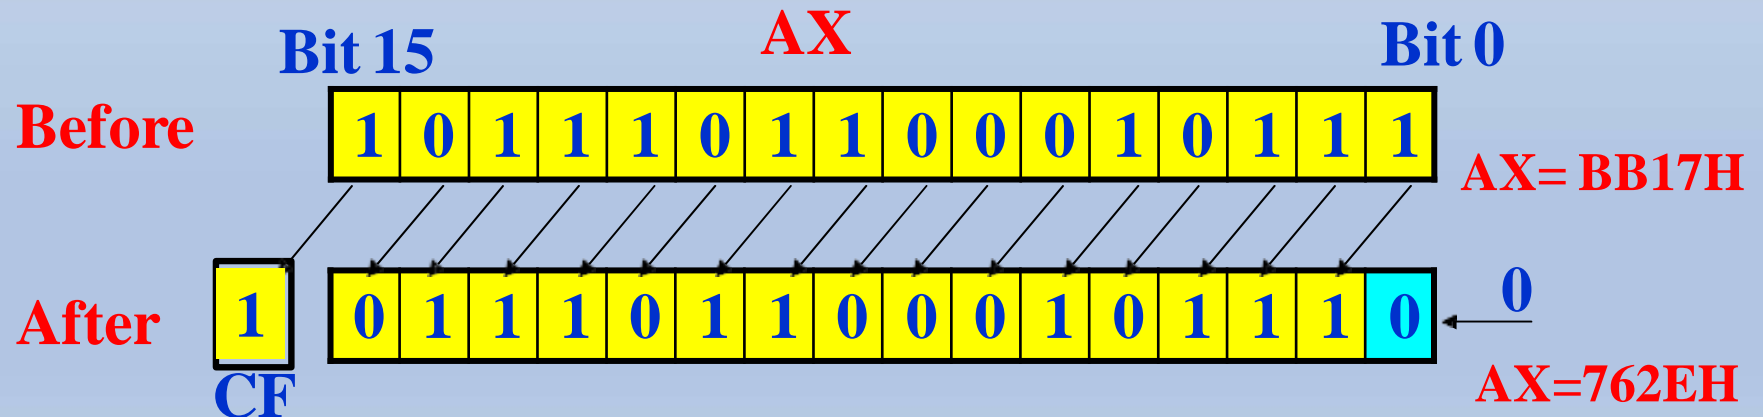 AX
Bit 15 Bit 0
Before 1 0 1 1 1 0 1 1 0 0 0 1 0 1 1 1
AX= BB17H
After 1 0 1 1 1 0 1 1 0 0 0 1 0 1 1 1 0 0
CF
AX=762EH